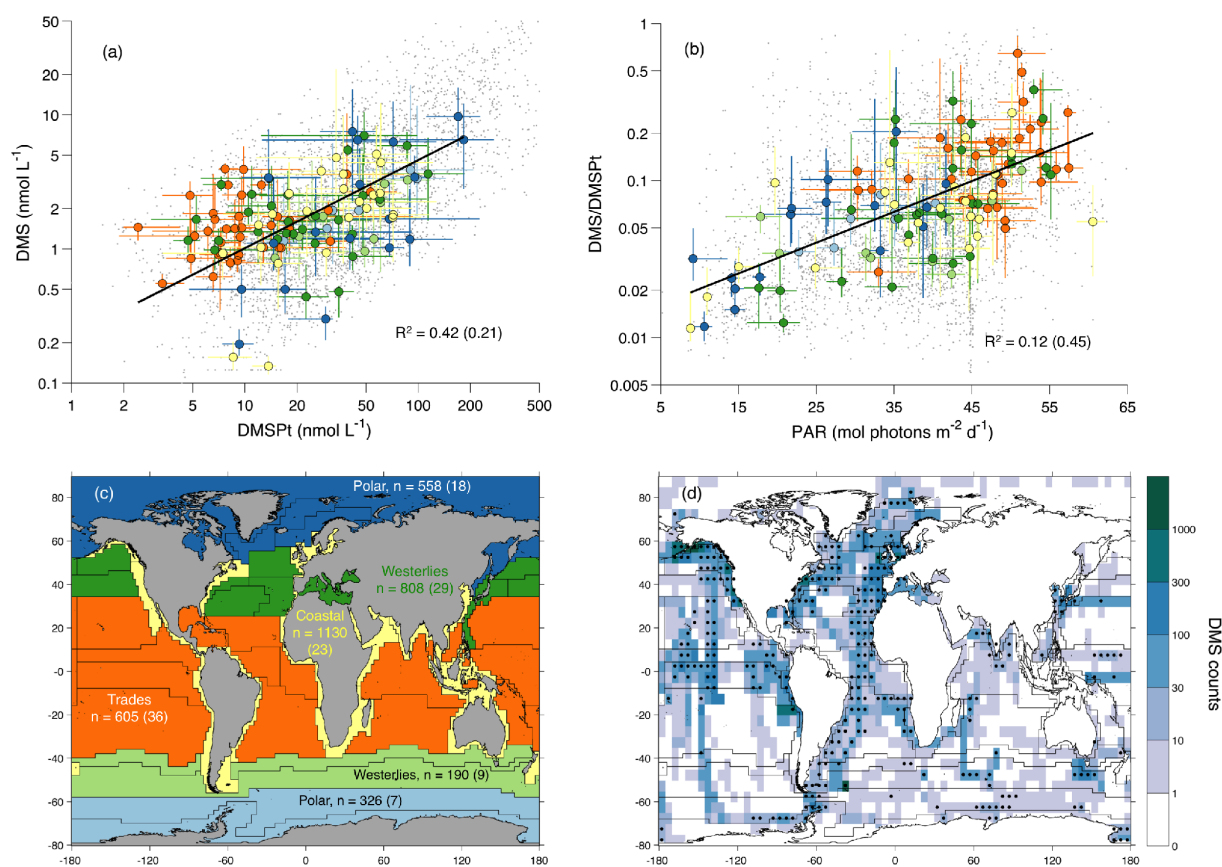 (a)
50
20
10
5
2
1
0.5
0.2
0.1
DMS (nmol L⁻¹)
R² = 0.42 (0.21)
1 2 5 10 20 50 100 200 500
DMSPt (nmol L⁻¹)
(b)
1
0.5
0.2
0.1
0.05
0.02
0.01
0.005
DMS/DMSPt
R² = 0.12 (0.45)
5 15 25 35 45 55 65
PAR (mol photons m⁻² d⁻¹)
(c)
80
60
40
20
-0
-20
-40
-60
-80
Polar, n = 558 (18)
Westerlies
n = 808 (29)
Coastal
n = 1130
(23)
Trades
n = 605 (36)
Westerlies, n = 190 (9)
Polar, n = 326 (7)
-180 -120 -60 0 60 120 180
(d)
80
60
40
20
-0
-20
-40
-60
-80
-180 -120 -60 0 60 120 180
1000
300
100
30
10
1
0
DMS counts